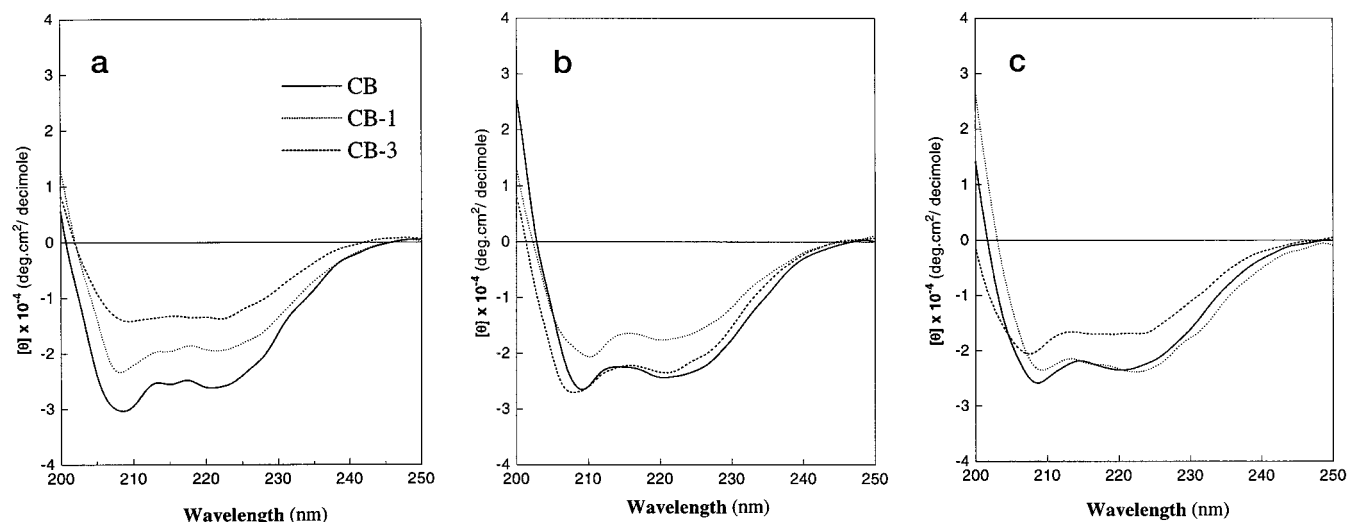 a
CB
CB-1
CB-3
4
3
2
1
0
-1
-2
-3
-4
[θ] x 10⁻⁴ (deg.cm²/ decimole)
200 210 220 230 240 250
Wavelength (nm)
b
4
3
2
1
0
-1
-2
-3
-4
[θ] x 10⁻⁴ (deg.cm²/ decimole)
200 210 220 230 240 250
Wavelength (nm)
c
4
3
2
1
0
-1
-2
-3
-4
[θ] x 10⁻⁴ (deg.cm²/ decimole)
200 210 220 230 240 250
Wavelength (nm)